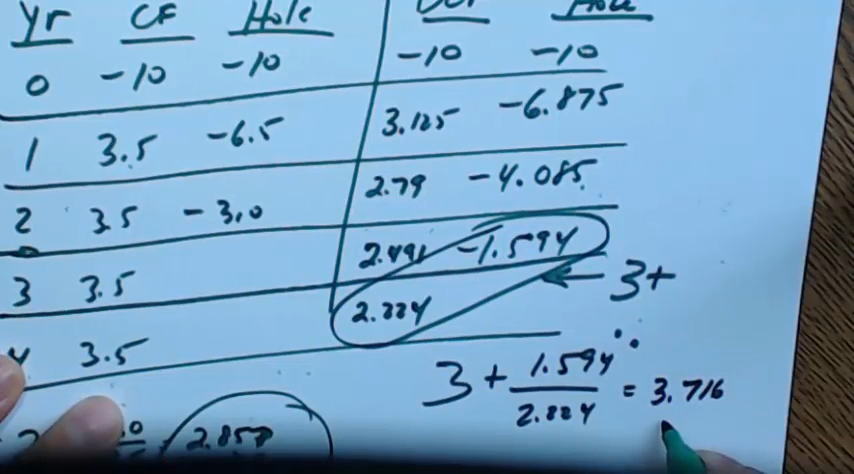 Yr CF Hole Hole
0 -10 -10 -10 -10
1 3.5 -6.5 3.125 -6.875
2 3.5 -3.0 2.79 -4.085
3 3.5 2.491 -1.594 3+
4 3.5 2.224
3 + 1.594
2.224 = 3.716
2.857